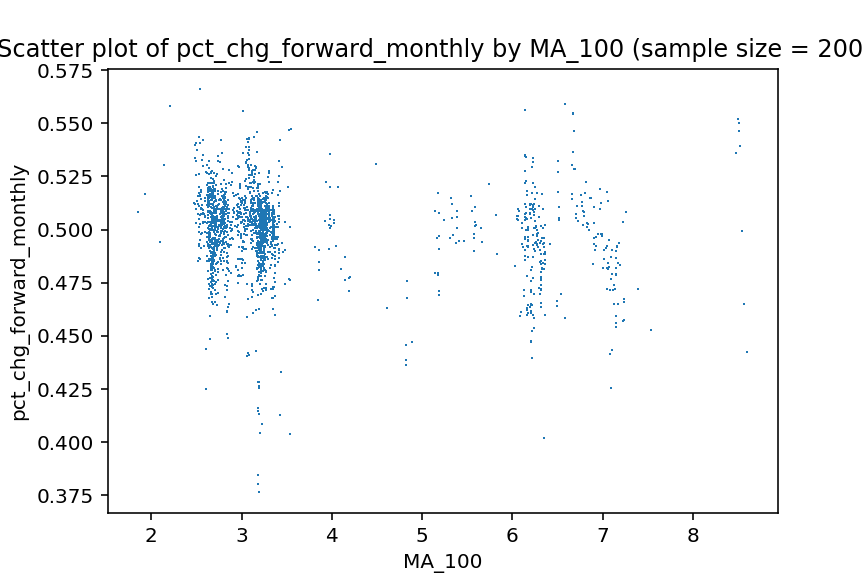 Scatter plot of pct_chg_forward_monthly by MA_100 (sample size = 200
0.575
0.550
0.525
0.500
0.475
0.450
0.425
0.400
0.375
pct_chg_forward_monthly
2 3 4 5 6 7 8
MA_100